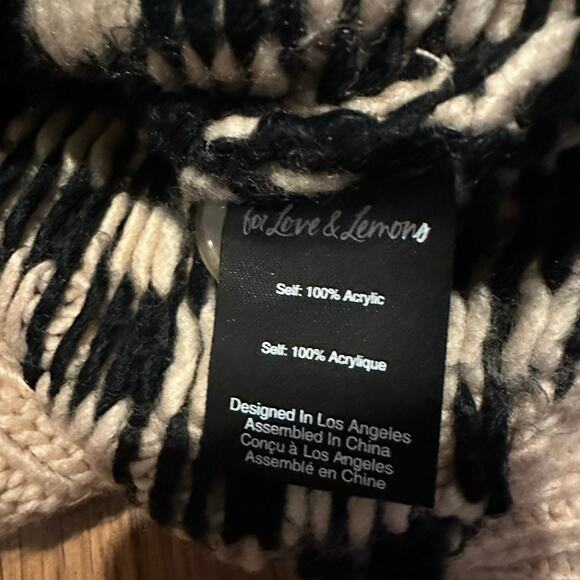 for Love & Lemons
Self: 100% Acrylic
Self: 100% Acrylique
Designed In Los Angeles
Assembled In China
Conçu à Los Angeles
Assemblé en Chine